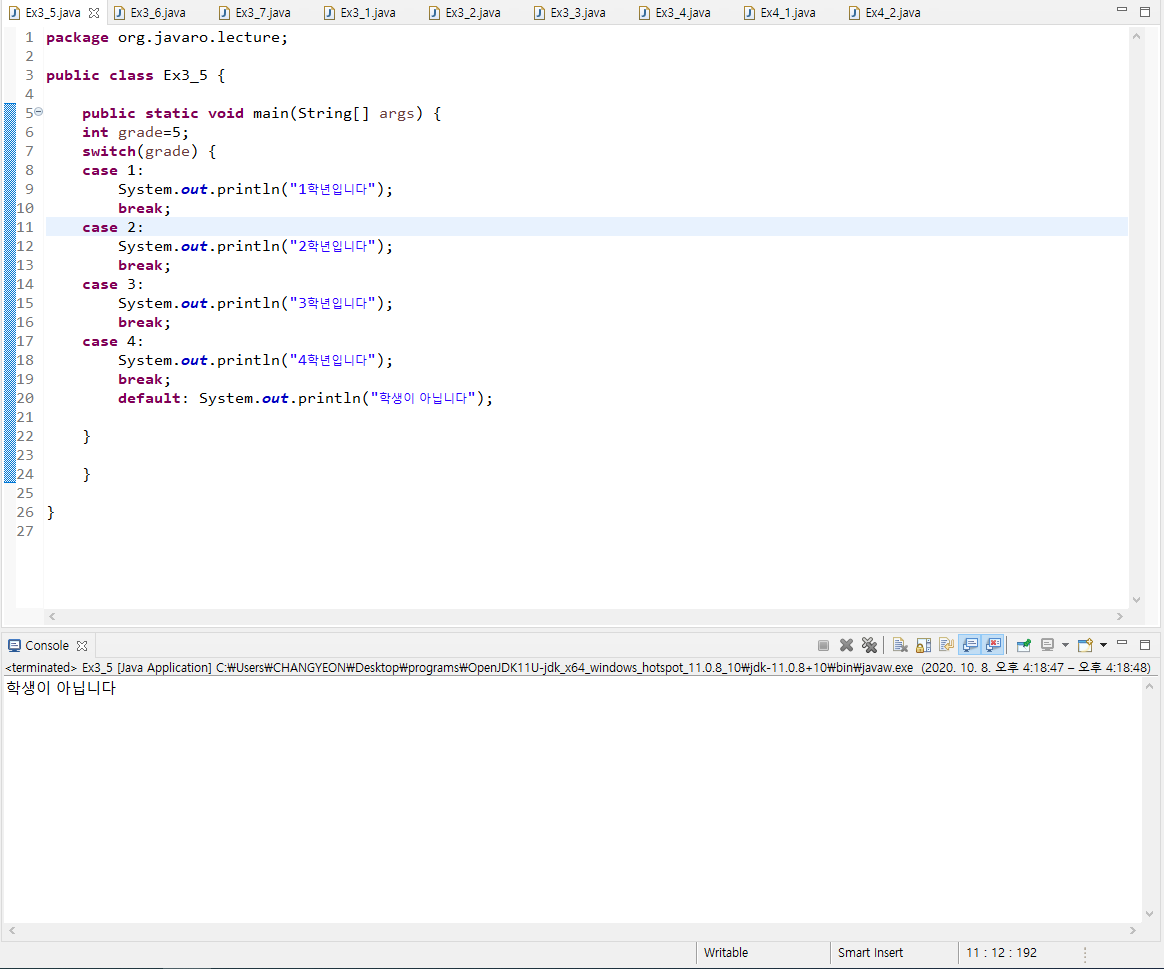 Ex3_5.java Ex3_6.java Ex3_7.java Ex3_1.java Ex3_2.java Ex3_3.java Ex3_4.java Ex4_1.java Ex4_2.java
1 package org.javaro.lecture;
2
3 public class Ex3_5 {
4
5 public static void main(String[] args) {
6 int grade=5;
7 switch(grade) {
8 case 1:
9 System.out.println("1학년입니다");
10 break;
11 case 2:
12 System.out.println("2학년입니다");
13 break;
14 case 3:
15 System.out.println("3학년입니다");
16 break;
17 case 4:
18 System.out.println("4학년입니다");
19 break;
20 default: System.out.println("학생이 아닙니다");
21
22 }
23
24 }
25
26 }
27
Console
<terminated> Ex3_5 [Java Application] C:₩Users₩CHANGYEON₩Desktop₩programs₩OpenJDK11U-jdk_x64_windows_hotspot_11.0.8_10₩jdk-11.0.8+10₩bin₩javaw.exe (2020. 10. 8. 오후 4:18:47 – 오후 4:18:48)
학생이 아닙니다
Writable Smart Insert 11 : 12 : 192